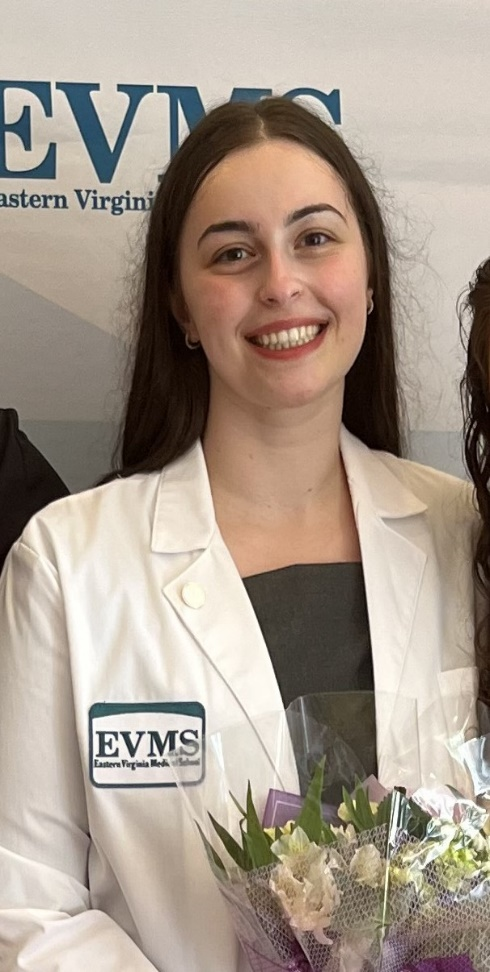 EVMS
astern Virgini
EVMS
Eastern Virginia Medical School